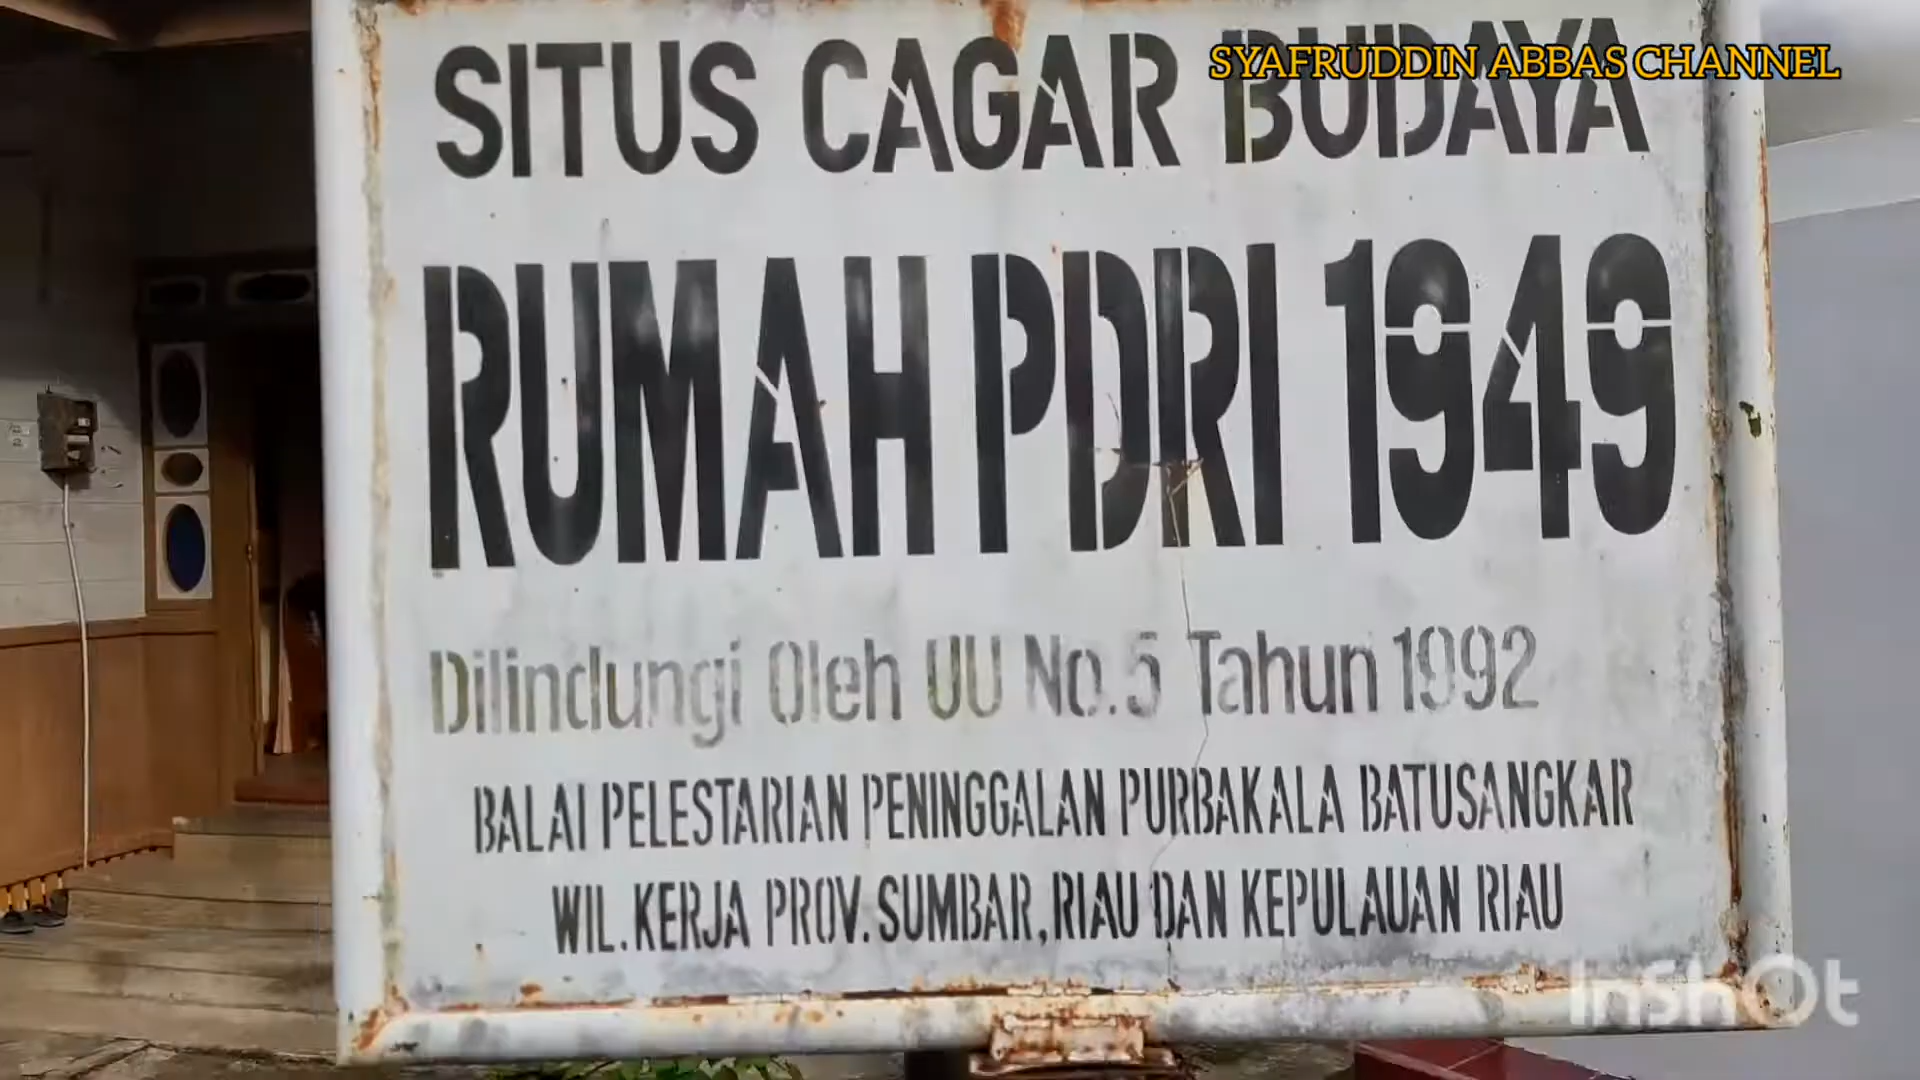 SYAFRUDDIN ABBAS CHANNEL
SITUS CAGAR BUDAYA
RUMAH PDRI 1949
Dilindungi Oleh UU No.5 Tahun 1992
BALAI PELESTARIAN PENINGGALAN PURBAKALA BATUSANGKAR
WIL.KERJA PROV.SUMBAR,RIAU DAN KEPULAUAN RIAU
InShOt